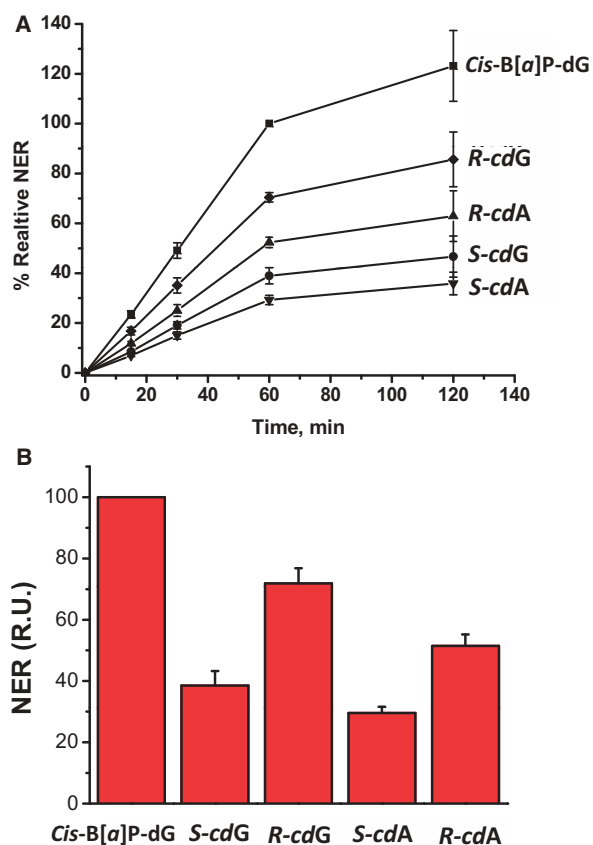 A
140
120
100
80
60
40
20
0
% Realtive NER
Cis-B[a]P-dG
R-cdG
R-cdA
S-cdG
S-cdA
0 20 40 60 80 100 120 140
Time, min
B
100
80
60
40
20
0
NER (R.U.)
Cis-B[a]P-dG S-cdG R-cdG S-cdA R-cdA